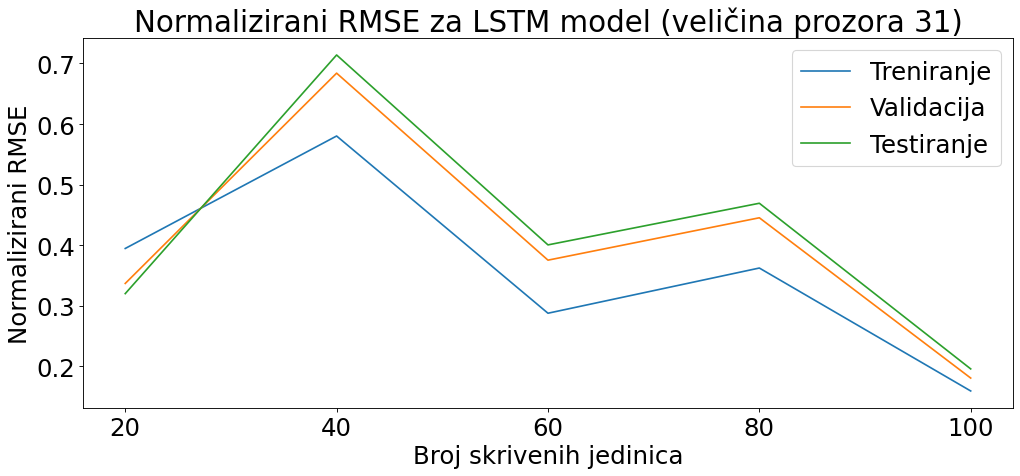 Normalizirani RMSE za LSTM model (veličina prozora 31)
Treniranje
Validacija
Testiranje
Normalizirani RMSE
0.7
0.6
0.5
0.4
0.3
0.2
20 40 60 80 100
Broj skrivenih jedinica